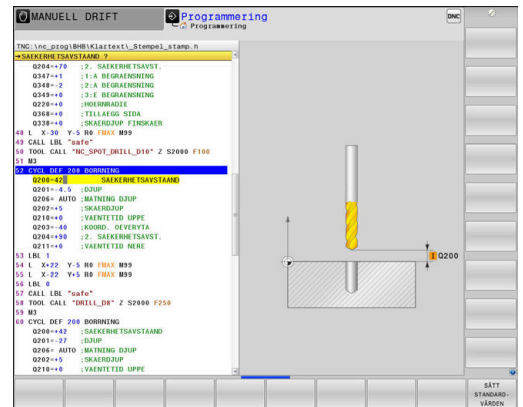 MANUELL DRIFT
Programmering
Programmering
DNC
TNC:\nc_prog\BHB\Klartext\_Stempel_stamp.h
→SAEKERHETSAVSTAAND ?
Q204=+70 ;2. SAEKERHETSAVST.
Q347=+1 ;1:A BEGRAENSNING
Q348=-2 ;2:A BEGRAENSNING
Q349=+0 ;3:E BEGRAENSNING
Q220=+0 ;HOERNRADIE
Q368=+0 ;TILLAEGG SIDA
Q338=+0 ;SKAERDJUP FINSKAER
48 L X-30 Y-5 R0 FMAX M99
49 CALL LBL "safe"
50 TOOL CALL "NC_SPOT_DRILL_D10" Z S2000 F100
51 M3
52 CYCL DEF 200 BORRNING
Q200=42 SAEKERHETSAVSTAAND
Q201=-4.5 ;DJUP
Q206= AUTO ;MATNING DJUP
Q202=+5 ;SKAERDJUP
Q210=+0 ;VAENTETID UPPE
Q203=-40 ;KOORD. OEVERYTA
Q204=+90 ;2. SAEKERHETSAVST.
Q211=+0 ;VAENTETID NERE
53 LBL 1
54 L X+22 Y-5 R0 FMAX M99
55 L X-22 Y+5 R0 FMAX M99
56 LBL 0
57 CALL LBL "safe"
58 TOOL CALL "DRILL_D8" Z S2000 F250
59 M3
60 CYCL DEF 200 BORRNING
Q200=+42 ;SAEKERHETSAVSTAAND
Q201=-27 ;DJUP
Q206= AUTO ;MATNING DJUP
Q202=+5 ;SKAERDJUP
Q210=+0 ;VAENTETID UPPE
I Q200
SÄTT
STANDARD-
VÄRDEN